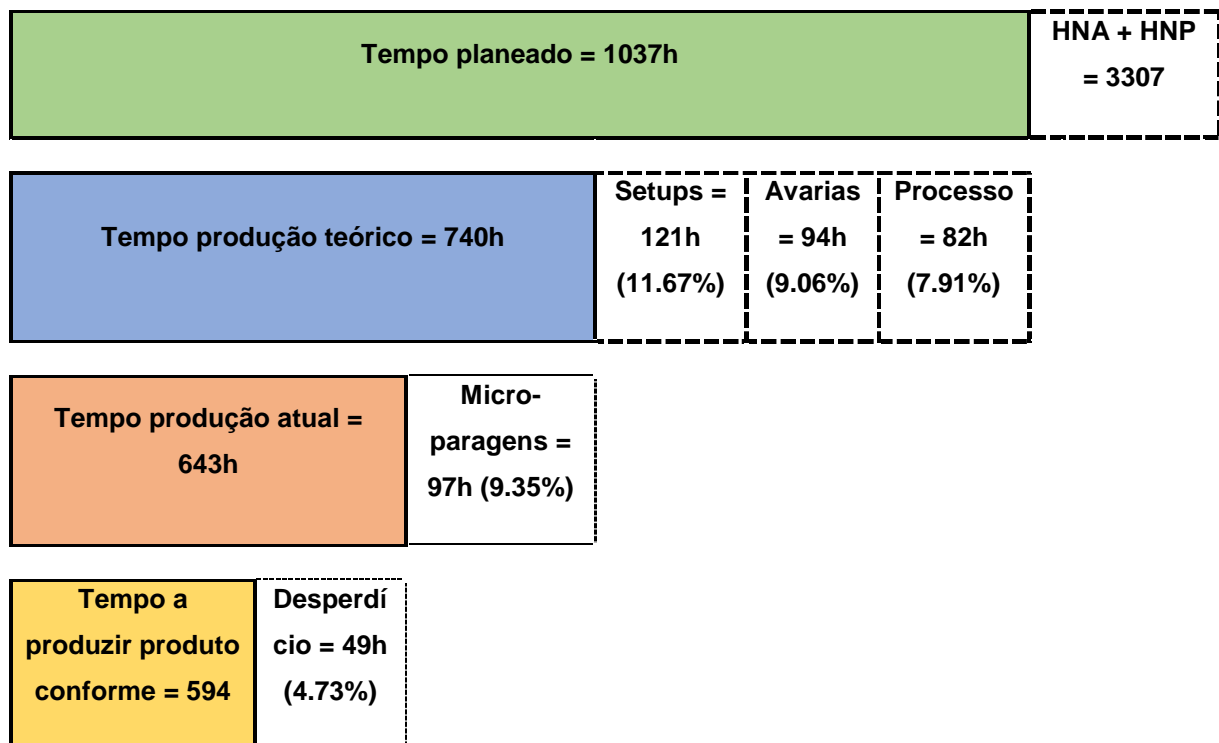 Tempo planeado = 1037h
HNA + HNP
= 3307
Tempo produção teórico = 740h
Setups =
121h
(11.67%)
Avarias
= 94h
(9.06%)
Processo
= 82h
(7.91%)
Tempo produção atual =
643h
Micro-
paragens =
97h (9.35%)
Tempo a
produzir produto
conforme = 594
Desperdí
cio = 49h
(4.73%)